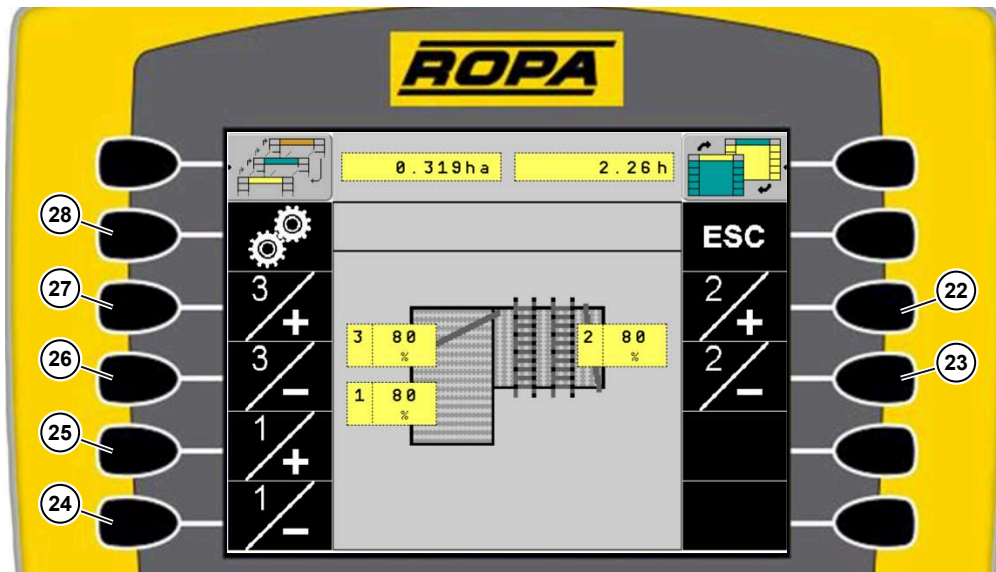 ROPA
0.319ha 2.26h
28 ESC
27 3/+ 2/+ 22
3 80 % 2 80 %
26 3/- 2/- 23
1 80 %
25 1/+
24 1/-